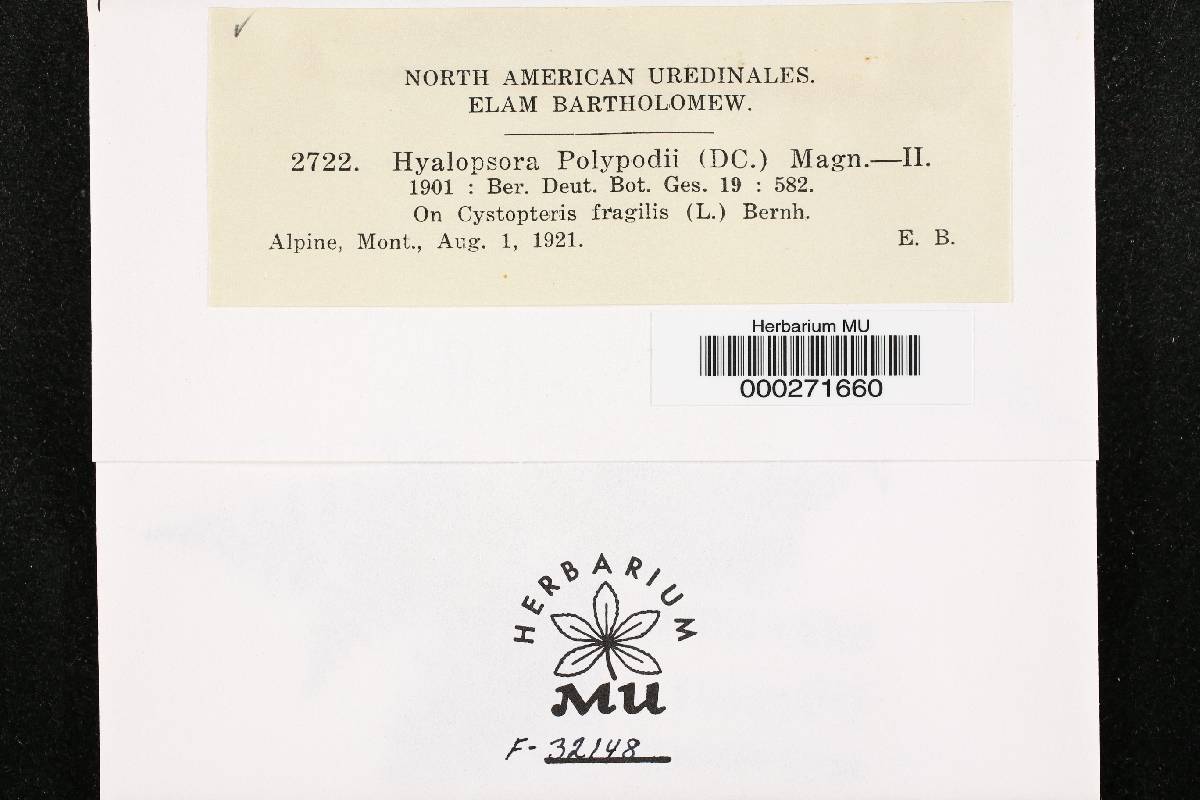 NORTH AMERICAN UREDINALES.
ELAM BARTHOLOMEW.
2722. Hyalopsora Polypodii (DC.) Magn.—II.
1901 : Ber. Deut. Bot. Ges. 19 : 582.
On Cystopteris fragilis (L.) Bernh.
Alpine, Mont., Aug. 1, 1921. E. B.
Herbarium MU
000271660
HERBARIUM
MU
F-32148